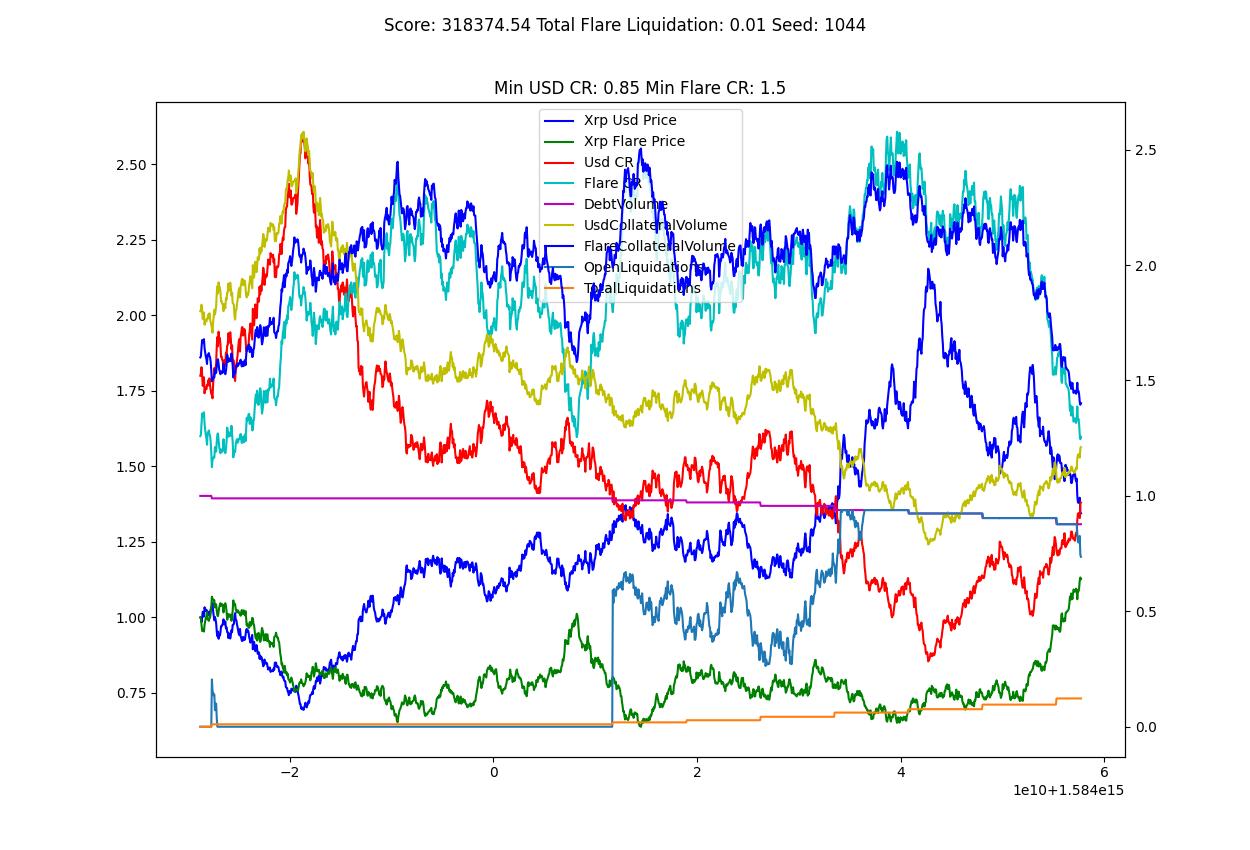 Score: 318374.54 Total Flare Liquidation: 0.01 Seed: 1044
Min USD CR: 0.85 Min Flare CR: 1.5
Xrp Usd Price
Xrp Flare Price
Usd CR
Flare CR
DebtVolume
UsdCollateralVolume
FlareCollateralVolume
OpenLiquidations
TotalLiquidations
2.50
2.25
2.00
1.75
1.50
1.25
1.00
0.75
2.5
2.0
1.5
1.0
0.5
0.0
−2 0 2 4 6
1e10+1.584e15